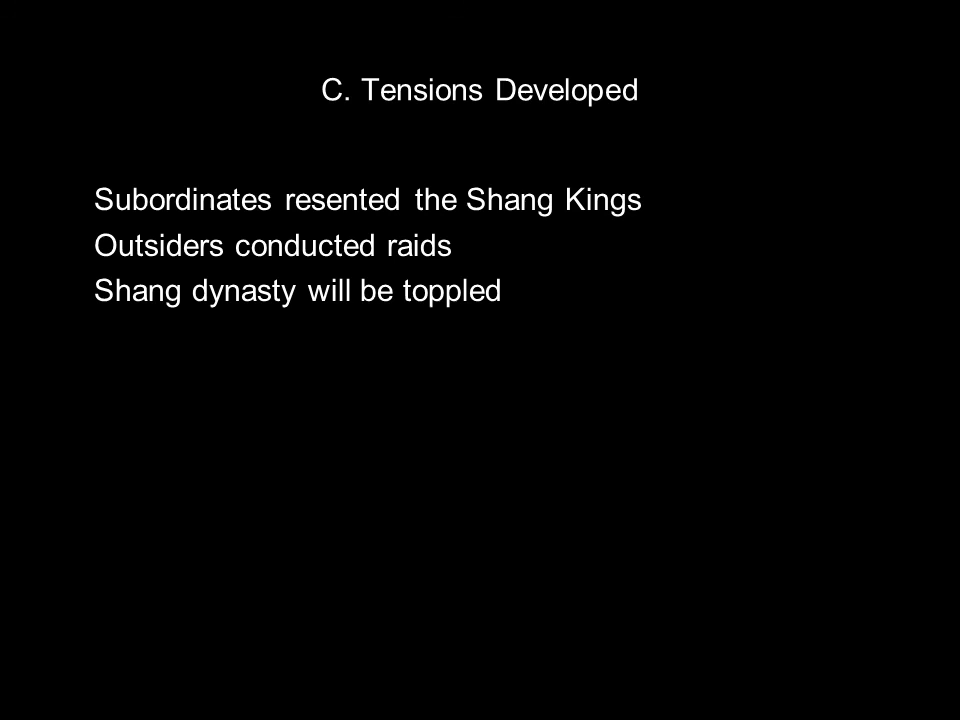 C. Tensions Developed
Subordinates resented the Shang Kings
Outsiders conducted raids
Shang dynasty will be toppled